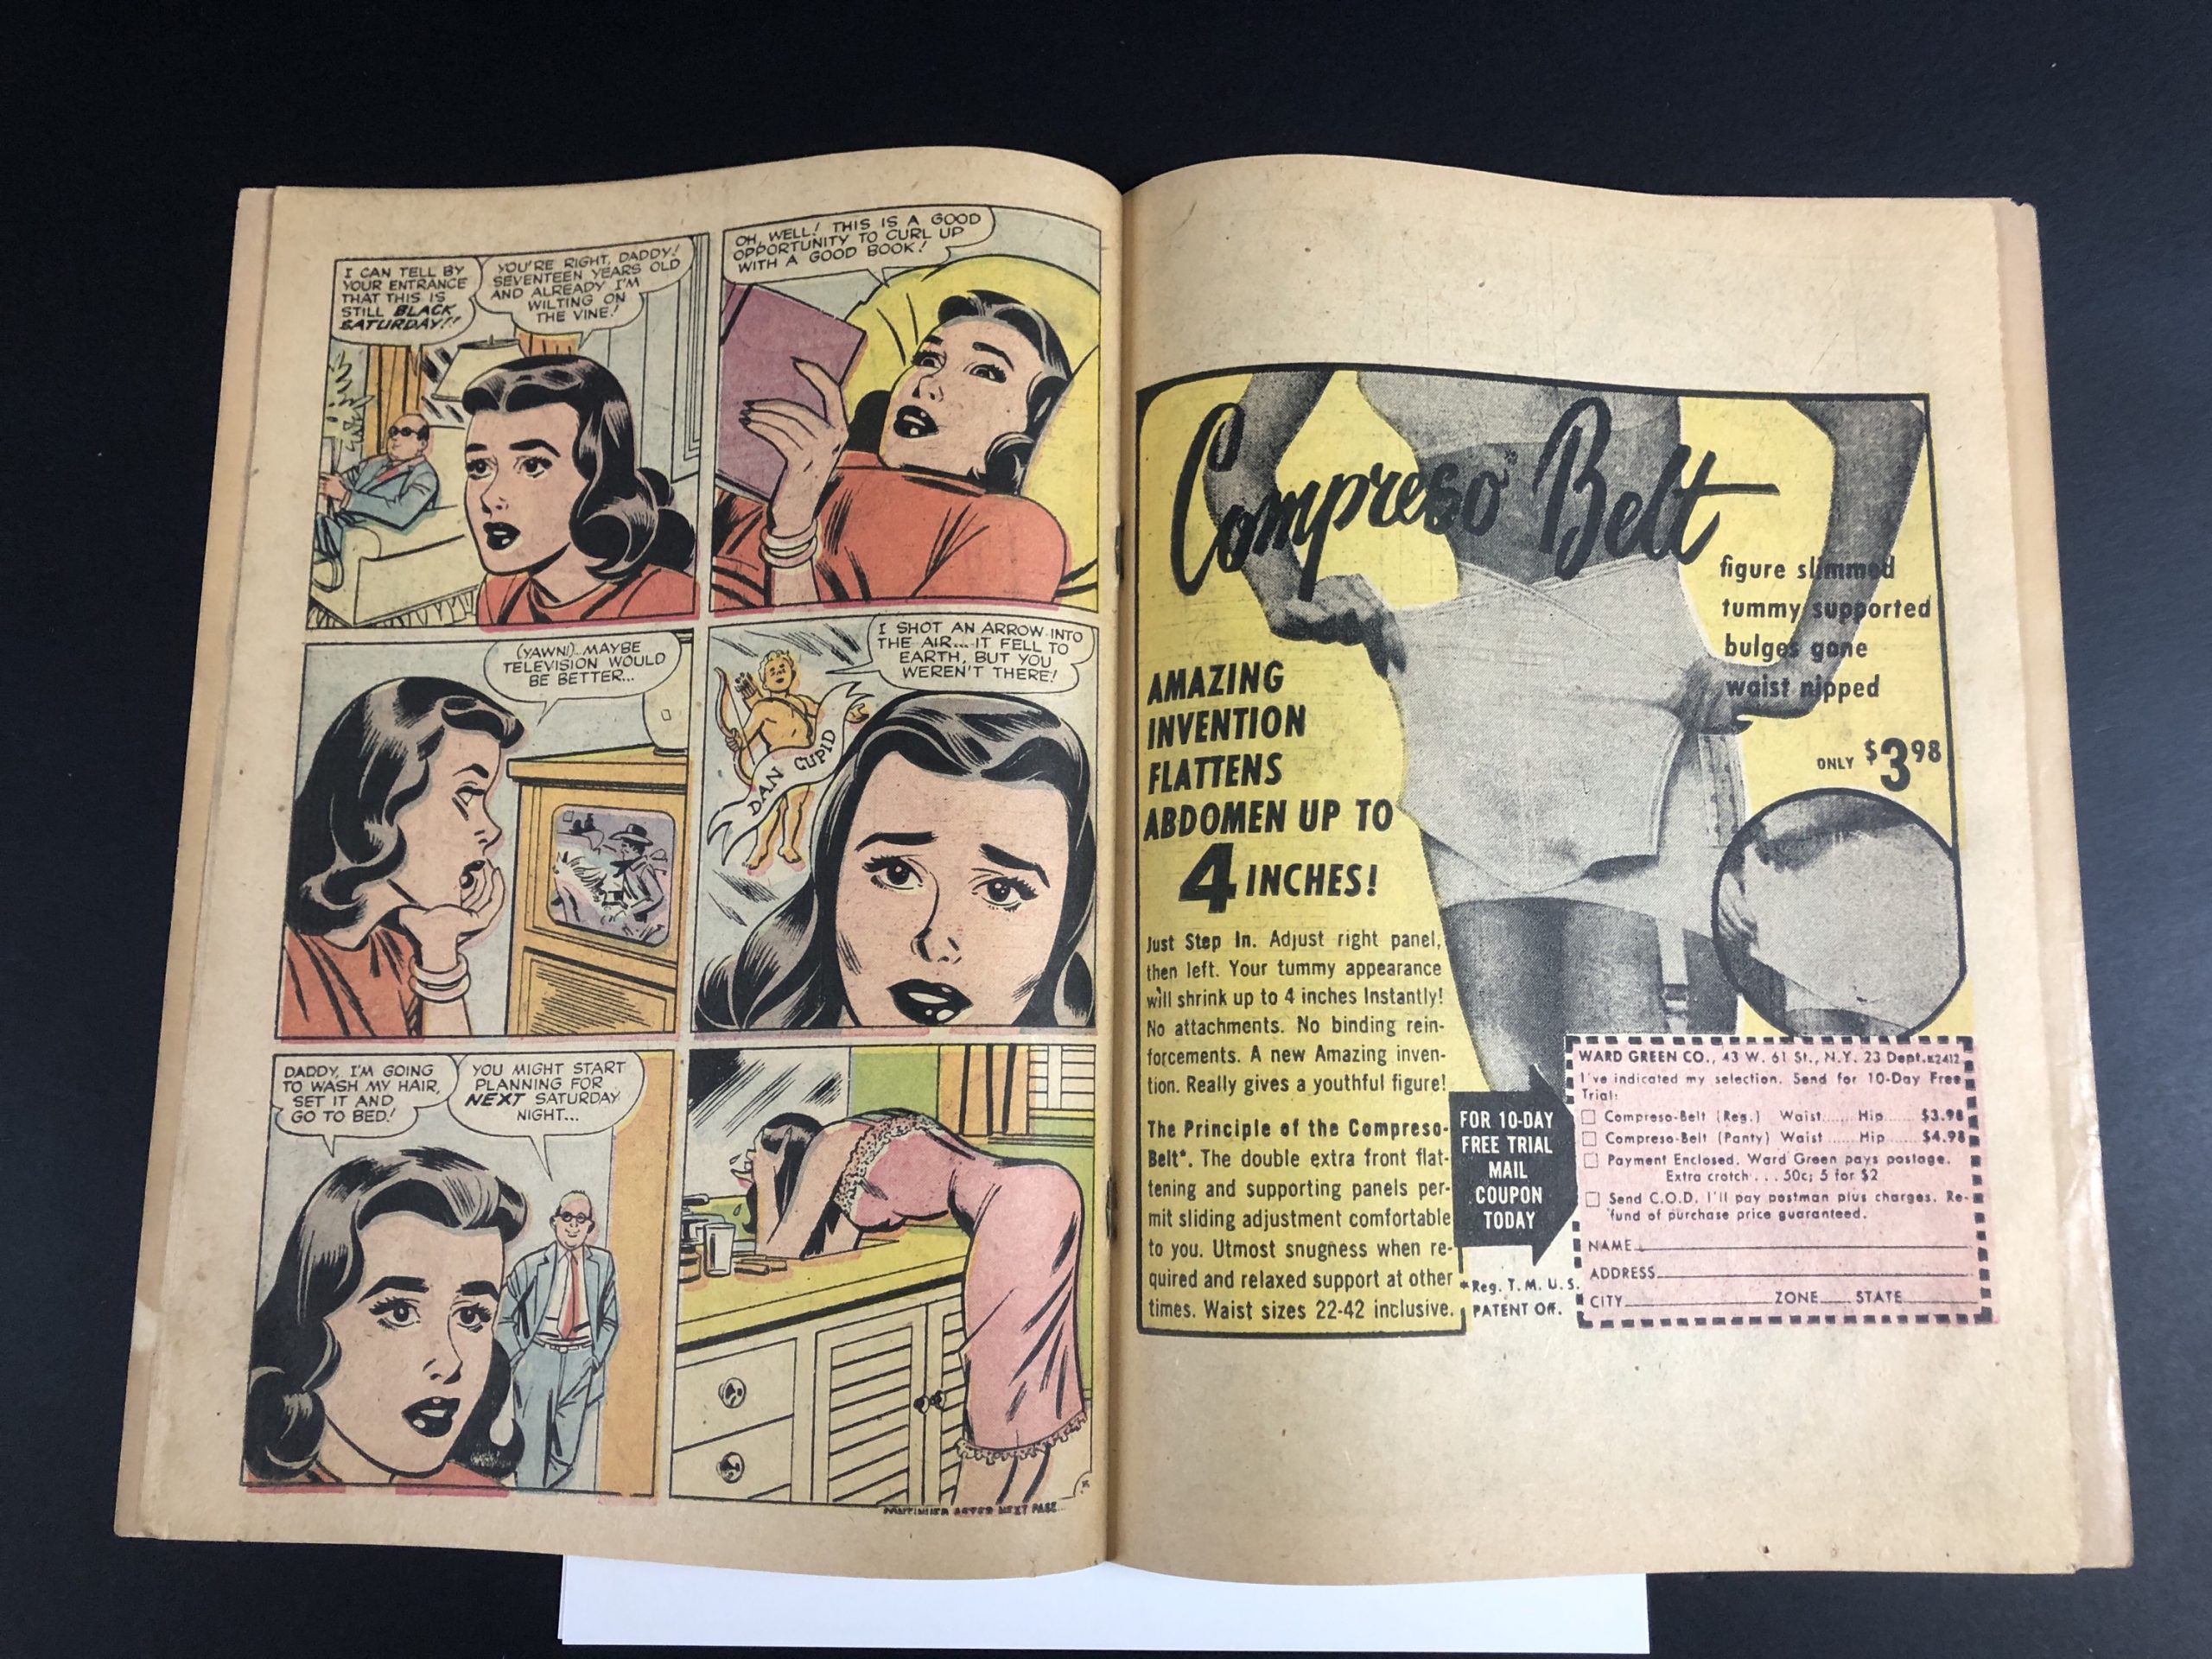 I CAN TELL BY
YOUR ENTRANCE
THAT THIS IS
STILL BLACK
SATURDAY!!
YOU'RE RIGHT, DADDY!
SEVENTEEN YEARS OLD
AND ALREADY I'M
WILTING ON
THE VINE!
OH, WELL! THIS IS A GOOD
OPPORTUNITY TO CURL UP
WITH A GOOD BOOK!
(YAWN!)...MAYBE
TELEVISION WOULD
BE BETTER...
I SHOT AN ARROW INTO
THE AIR...IT FELL TO
EARTH, BUT YOU
WEREN'T THERE!
DAN CUPID
DADDY, I'M GOING
TO WASH MY HAIR,
SET IT AND
GO TO BED!
YOU MIGHT START
PLANNING FOR
NEXT SATURDAY
NIGHT...
CONTINUED AFTER NEXT PAGE...
Compreso Belt
figure slimmed
tummy supported
bulges gone
waist nipped
ONLY $3.98
AMAZING
INVENTION
FLATTENS
ABDOMEN UP TO
4 INCHES!
Just Step In. Adjust right panel,
then left. Your tummy appearance
will shrink up to 4 inches Instantly!
No attachments. No binding rein-
forcements. A new Amazing inven-
tion. Really gives a youthful figure!
The Principle of the Compreso-
Belt*. The double extra front flat-
tening and supporting panels per-
mit sliding adjustment comfortable
to you. Utmost snugness when re-
quired and relaxed support at other
times. Waist sizes 22-42 inclusive.
FOR 10-DAY
FREE TRIAL
MAIL
COUPON
TODAY
*Reg. T. M. U. S.
PATENT Off.
WARD GREEN CO., 43 W. 61 St., N.Y. 23 Dept.K2412
I've indicated my selection. Send for 10-Day Free
Trial:
Compreso-Belt (Reg.) Waist...... Hip...... $3.98
Compreso-Belt (Panty) Waist...... Hip...... $4.98
Payment Enclosed. Ward Green pays postage.
Extra crotch . . . 50c; 5 for $2
Send C.O.D. I'll pay postman plus charges. Re-
fund of purchase price guaranteed.
NAME
ADDRESS
CITY ZONE STATE